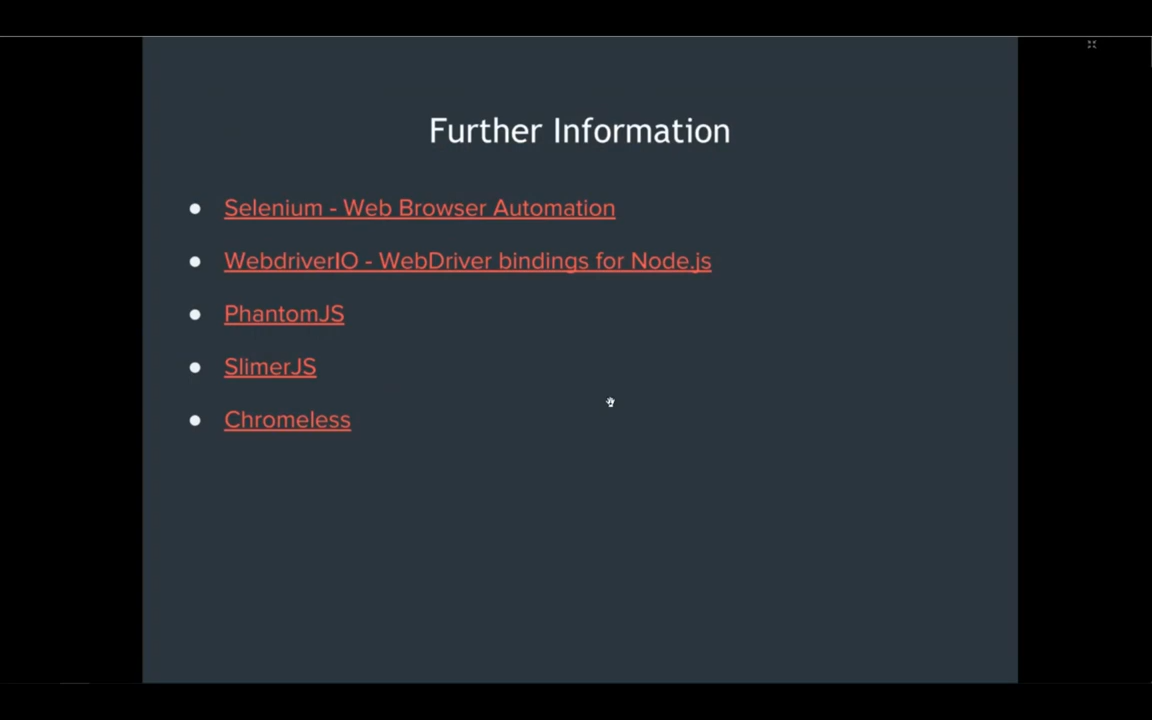 Further Information
● Selenium - Web Browser Automation
● WebdriverIO - WebDriver bindings for Node.js
● PhantomJS
● SlimerJS
● Chromeless